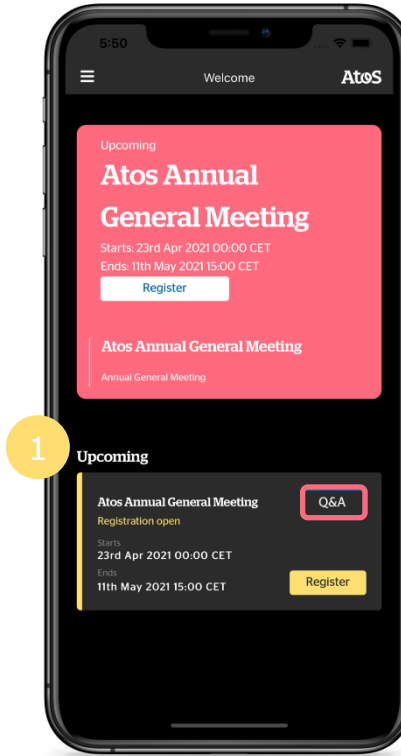 5:50
Welcome
Atos
Upcoming
Atos Annual
General Meeting
Starts: 23rd Apr 2021 00:00 CET
Ends: 11th May 2021 15:00 CET
Register
Atos Annual General Meeting
Annual General Meeting
1
Upcoming
Atos Annual General Meeting
Q&A
Registration open
Starts
23rd Apr 2021 00:00 CET
Ends
11th May 2021 15:00 CET
Register